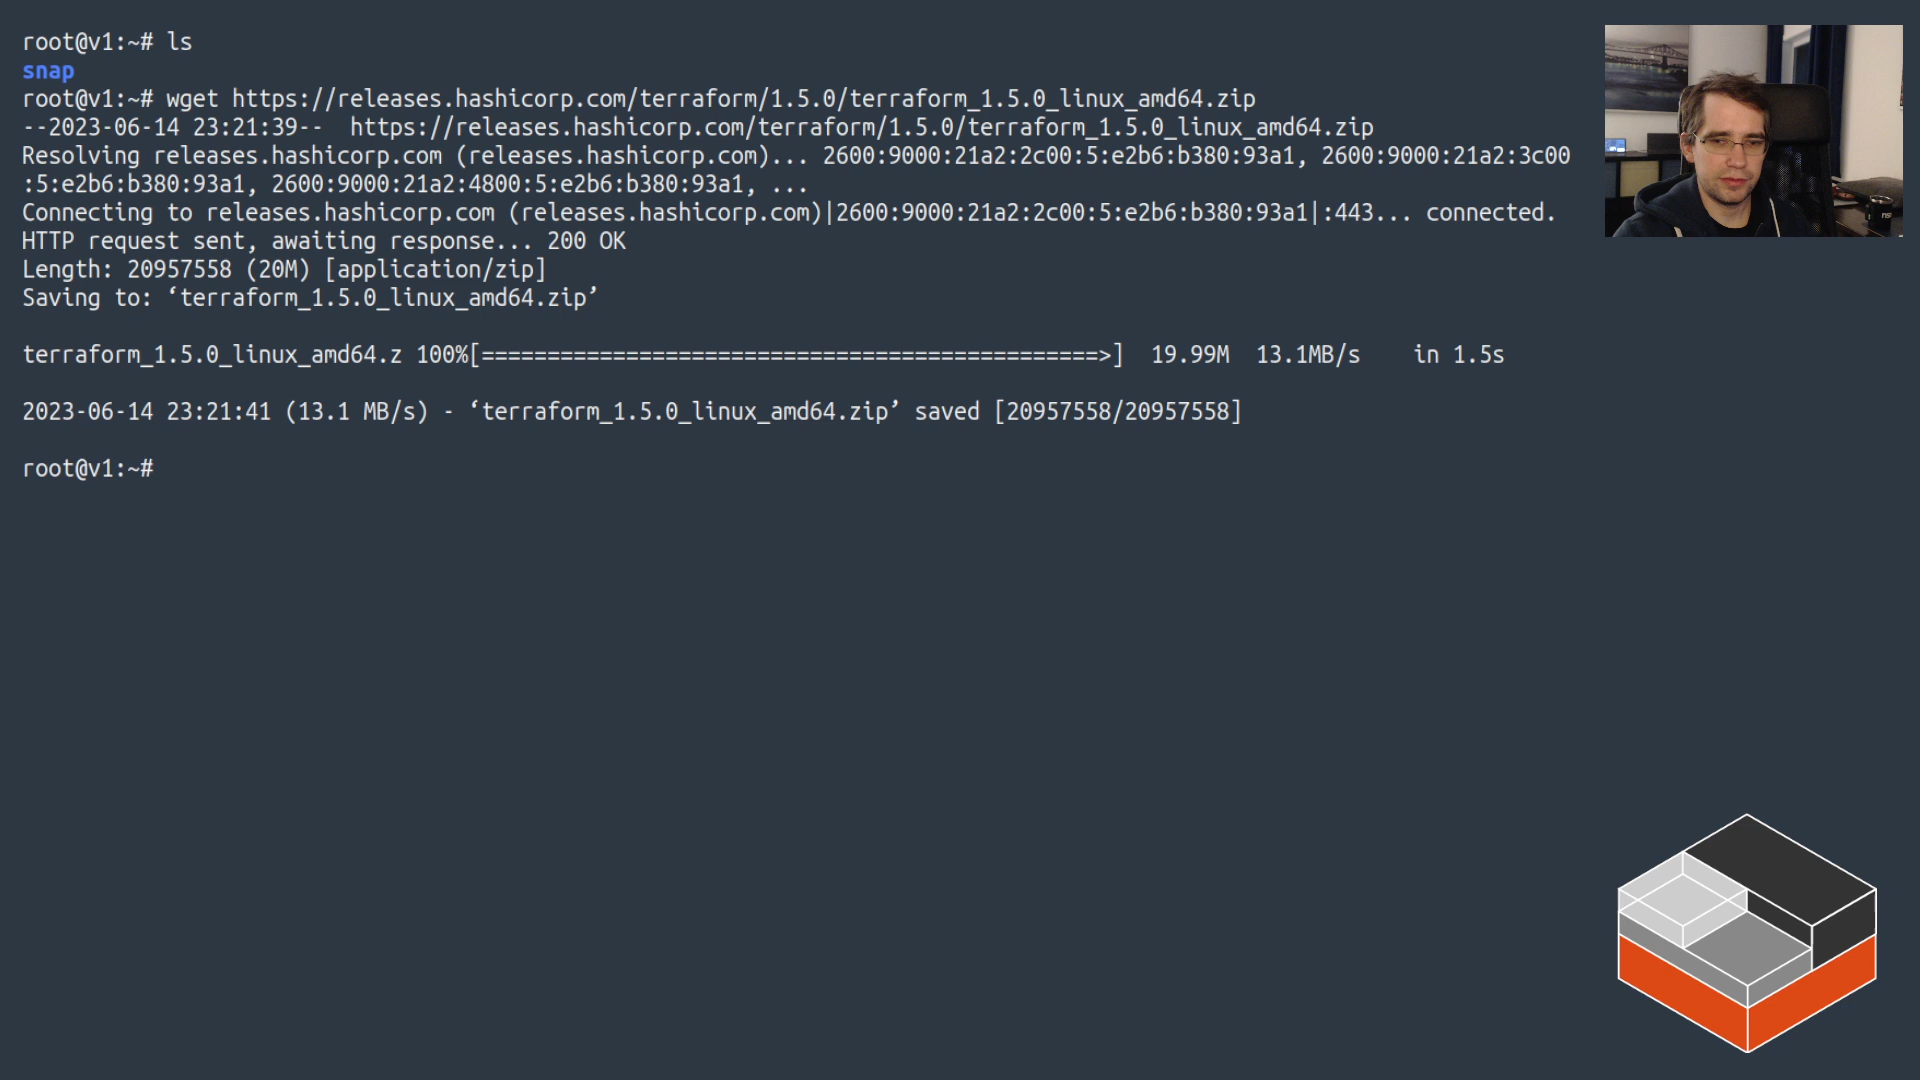 root@v1:~# ls
snap
root@v1:~# wget https://releases.hashicorp.com/terraform/1.5.0/terraform_1.5.0_linux_amd64.zip
--2023-06-14 23:21:39--  https://releases.hashicorp.com/terraform/1.5.0/terraform_1.5.0_linux_amd64.zip
Resolving releases.hashicorp.com (releases.hashicorp.com)... 2600:9000:21a2:2c00:5:e2b6:b380:93a1, 2600:9000:21a2:3c00
:5:e2b6:b380:93a1, 2600:9000:21a2:4800:5:e2b6:b380:93a1, ...
Connecting to releases.hashicorp.com (releases.hashicorp.com)|2600:9000:21a2:2c00:5:e2b6:b380:93a1|:443... connected.
HTTP request sent, awaiting response... 200 OK
Length: 20957558 (20M) [application/zip]
Saving to: ‘terraform_1.5.0_linux_amd64.zip’
terraform_1.5.0_linux_amd64.z 100%[===============================================>]  19.99M  13.1MB/s    in 1.5s
2023-06-14 23:21:41 (13.1 MB/s) - ‘terraform_1.5.0_linux_amd64.zip’ saved [20957558/20957558]
root@v1:~#